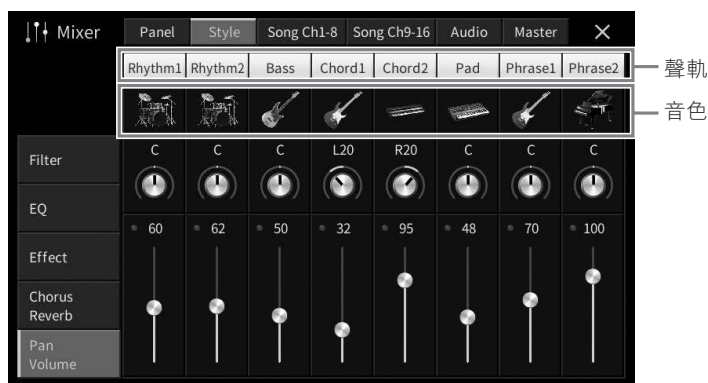 Mixer Panel Style Song Ch1-8 Song Ch9-16 Audio Master ×
Rhythm1 Rhythm2 Bass Chord1 Chord2 Pad Phrase1 Phrase2 聲軌
音色
C C C L20 R20 C C C
Filter
EQ
60 62 50 32 95 48 70 100
Effect
Chorus
Reverb
Pan
Volume